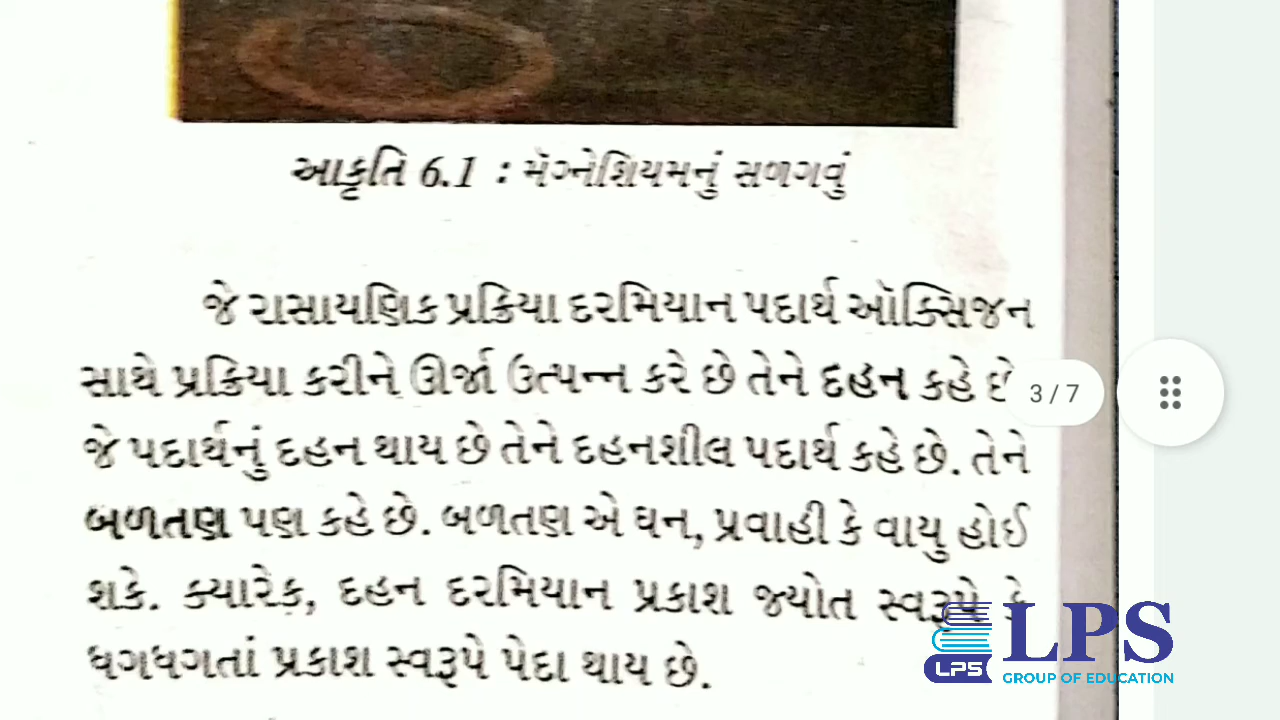 આકૃતિ 6.1 : મૅગ્નેશિયમનું સળગવું
જે રાસાયણિક પ્રક્રિયા દરમિયાન પદાર્થ ઑક્સિજન
સાથે પ્રક્રિયા કરીને ઊર્જા ઉત્પન્ન કરે છે તેને દહન કહે છે
3 / 7
જે પદાર્થનું દહન થાય છે તેને દહનશીલ પદાર્થ કહે છે. તેને
બળતણ પણ કહે છે. બળતણ એ ઘન, પ્રવાહી કે વાયુ હોઈ
શકે. ક્યારેક, દહન દરમિયાન પ્રકાશ જ્યોત સ્વરૂપે કે
ધગધગતાં પ્રકાશ સ્વરૂપે પેદા થાય છે.
LPS
LPS
GROUP OF EDUCATION